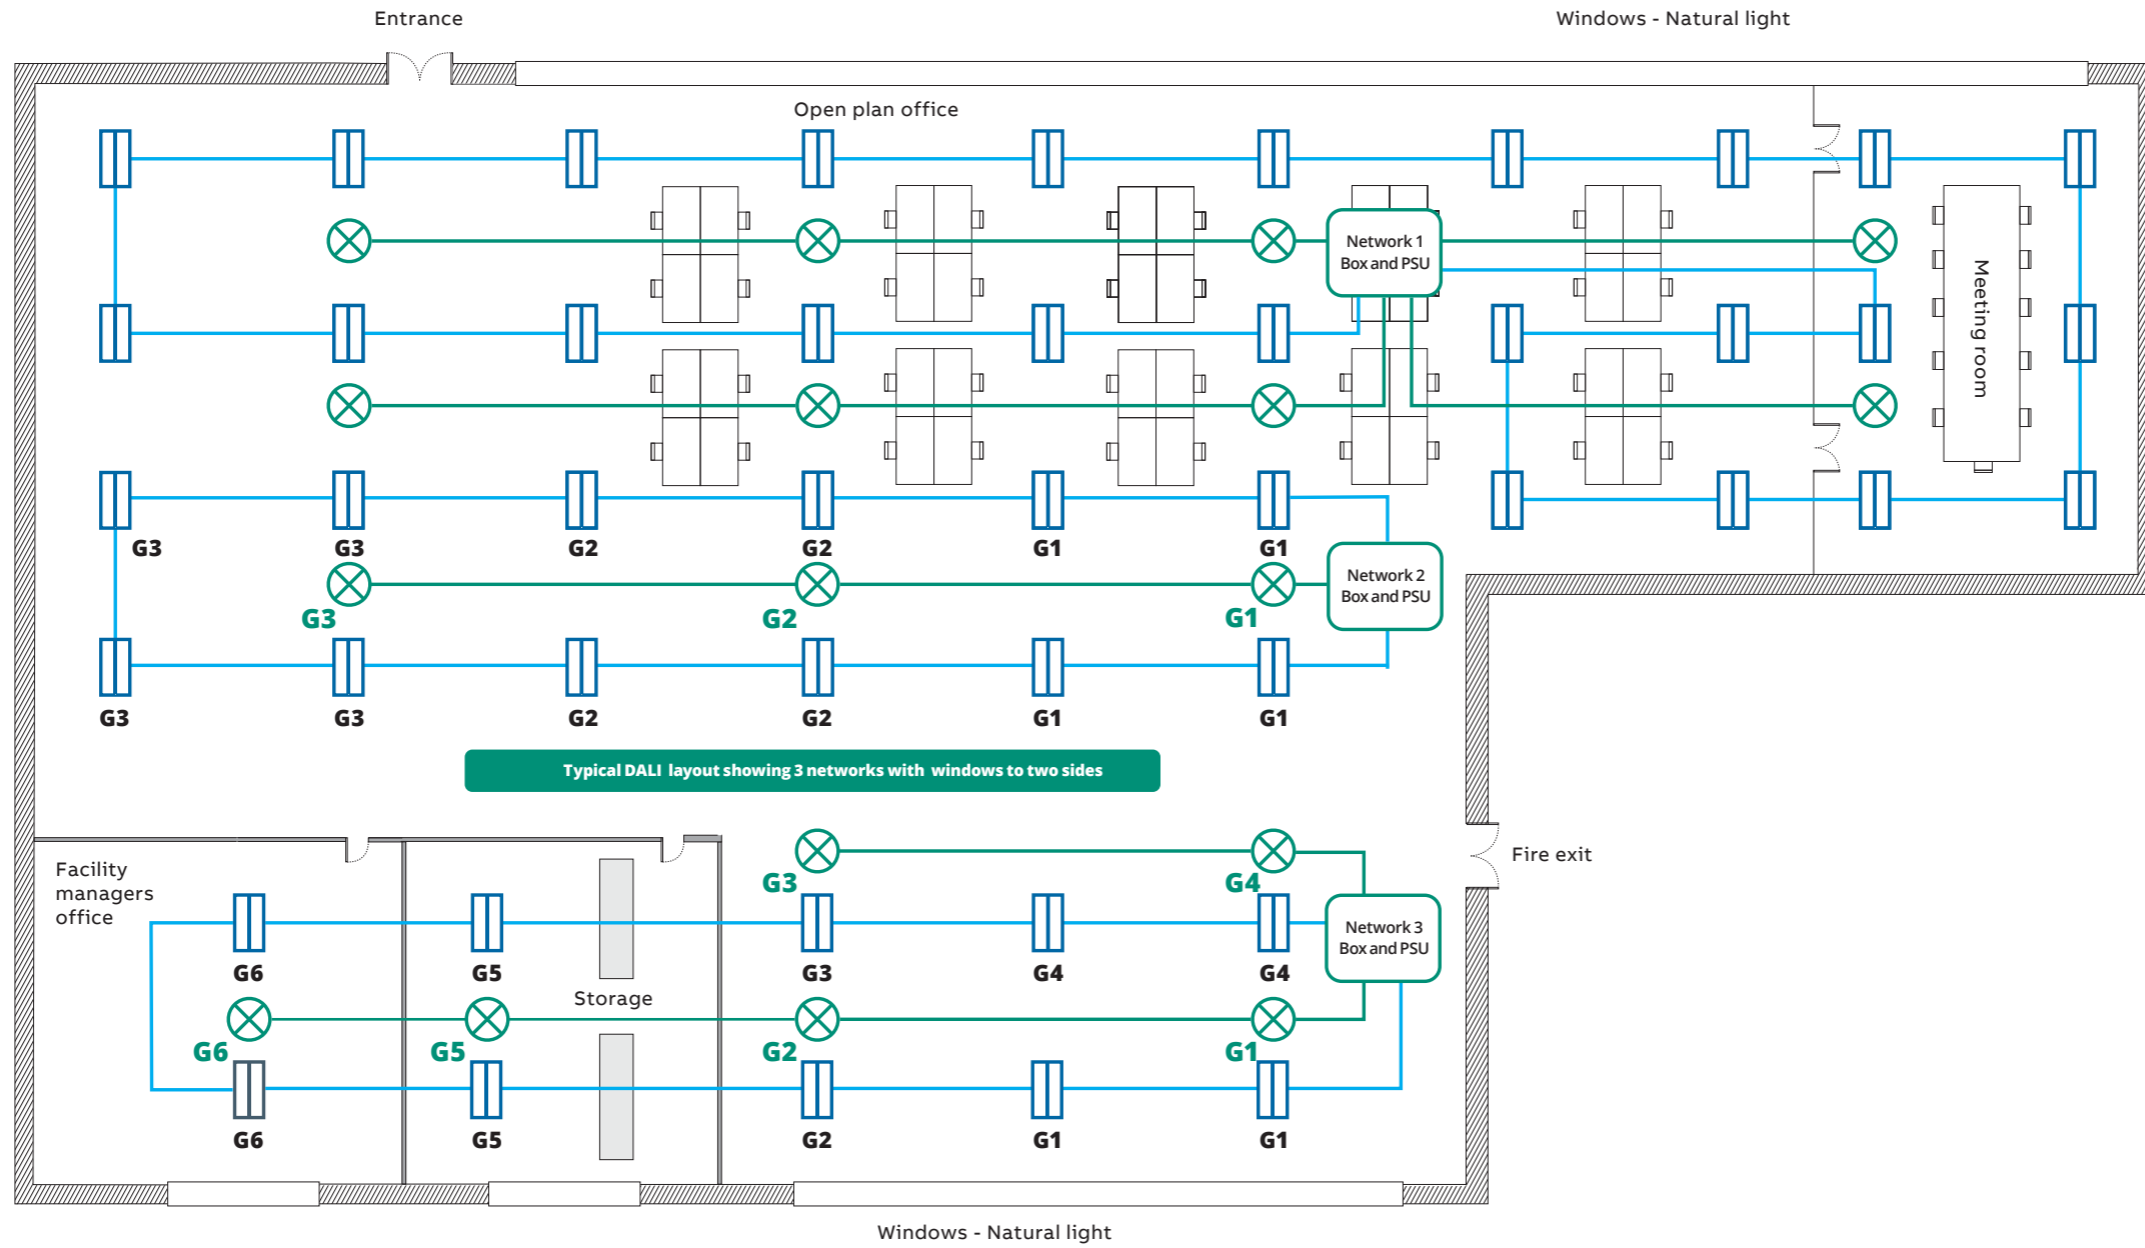 Entrance
Windows - Natural light
Open plan office
Network 1
Box and PSU
Meeting room
G3
G3
G2
G2
G1
G1
Network 2
Box and PSU
G3
G2
G1
G3
G3
G2
G2
G1
G1
Typical DALI layout showing 3 networks with windows to two sides
Fire exit
Facility
managers
office
G3
G4
Network 3
Box and PSU
G6
G5
G3
G4
G4
Storage
G6
G5
G2
G1
G6
G5
G2
G1
G1
Windows - Natural light